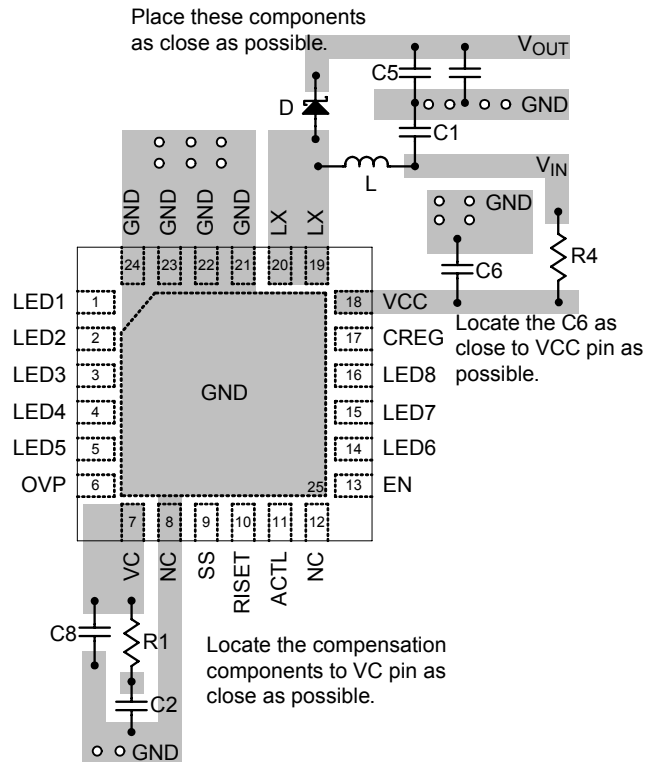 Place these components
as close as possible.
VOUT
C5
D
GND
C1
VIN
L
GND
GND
GND
GND
GND
LX
LX
R4
C6
24
23
22
21
20
19
LED1
1
18
VCC
LED2
2
17
CREG
LED3
3
16
LED8
LED4
4
15
LED7
LED5
5
14
LED6
OVP
6
13
EN
GND
25
Locate the C6 as
close to VCC pin as
possible.
7
8
9
10
11
12
VC
NC
SS
RISET
ACTL
NC
C8
R1
C2
GND
Locate the compensation
components to VC pin as
close as possible.